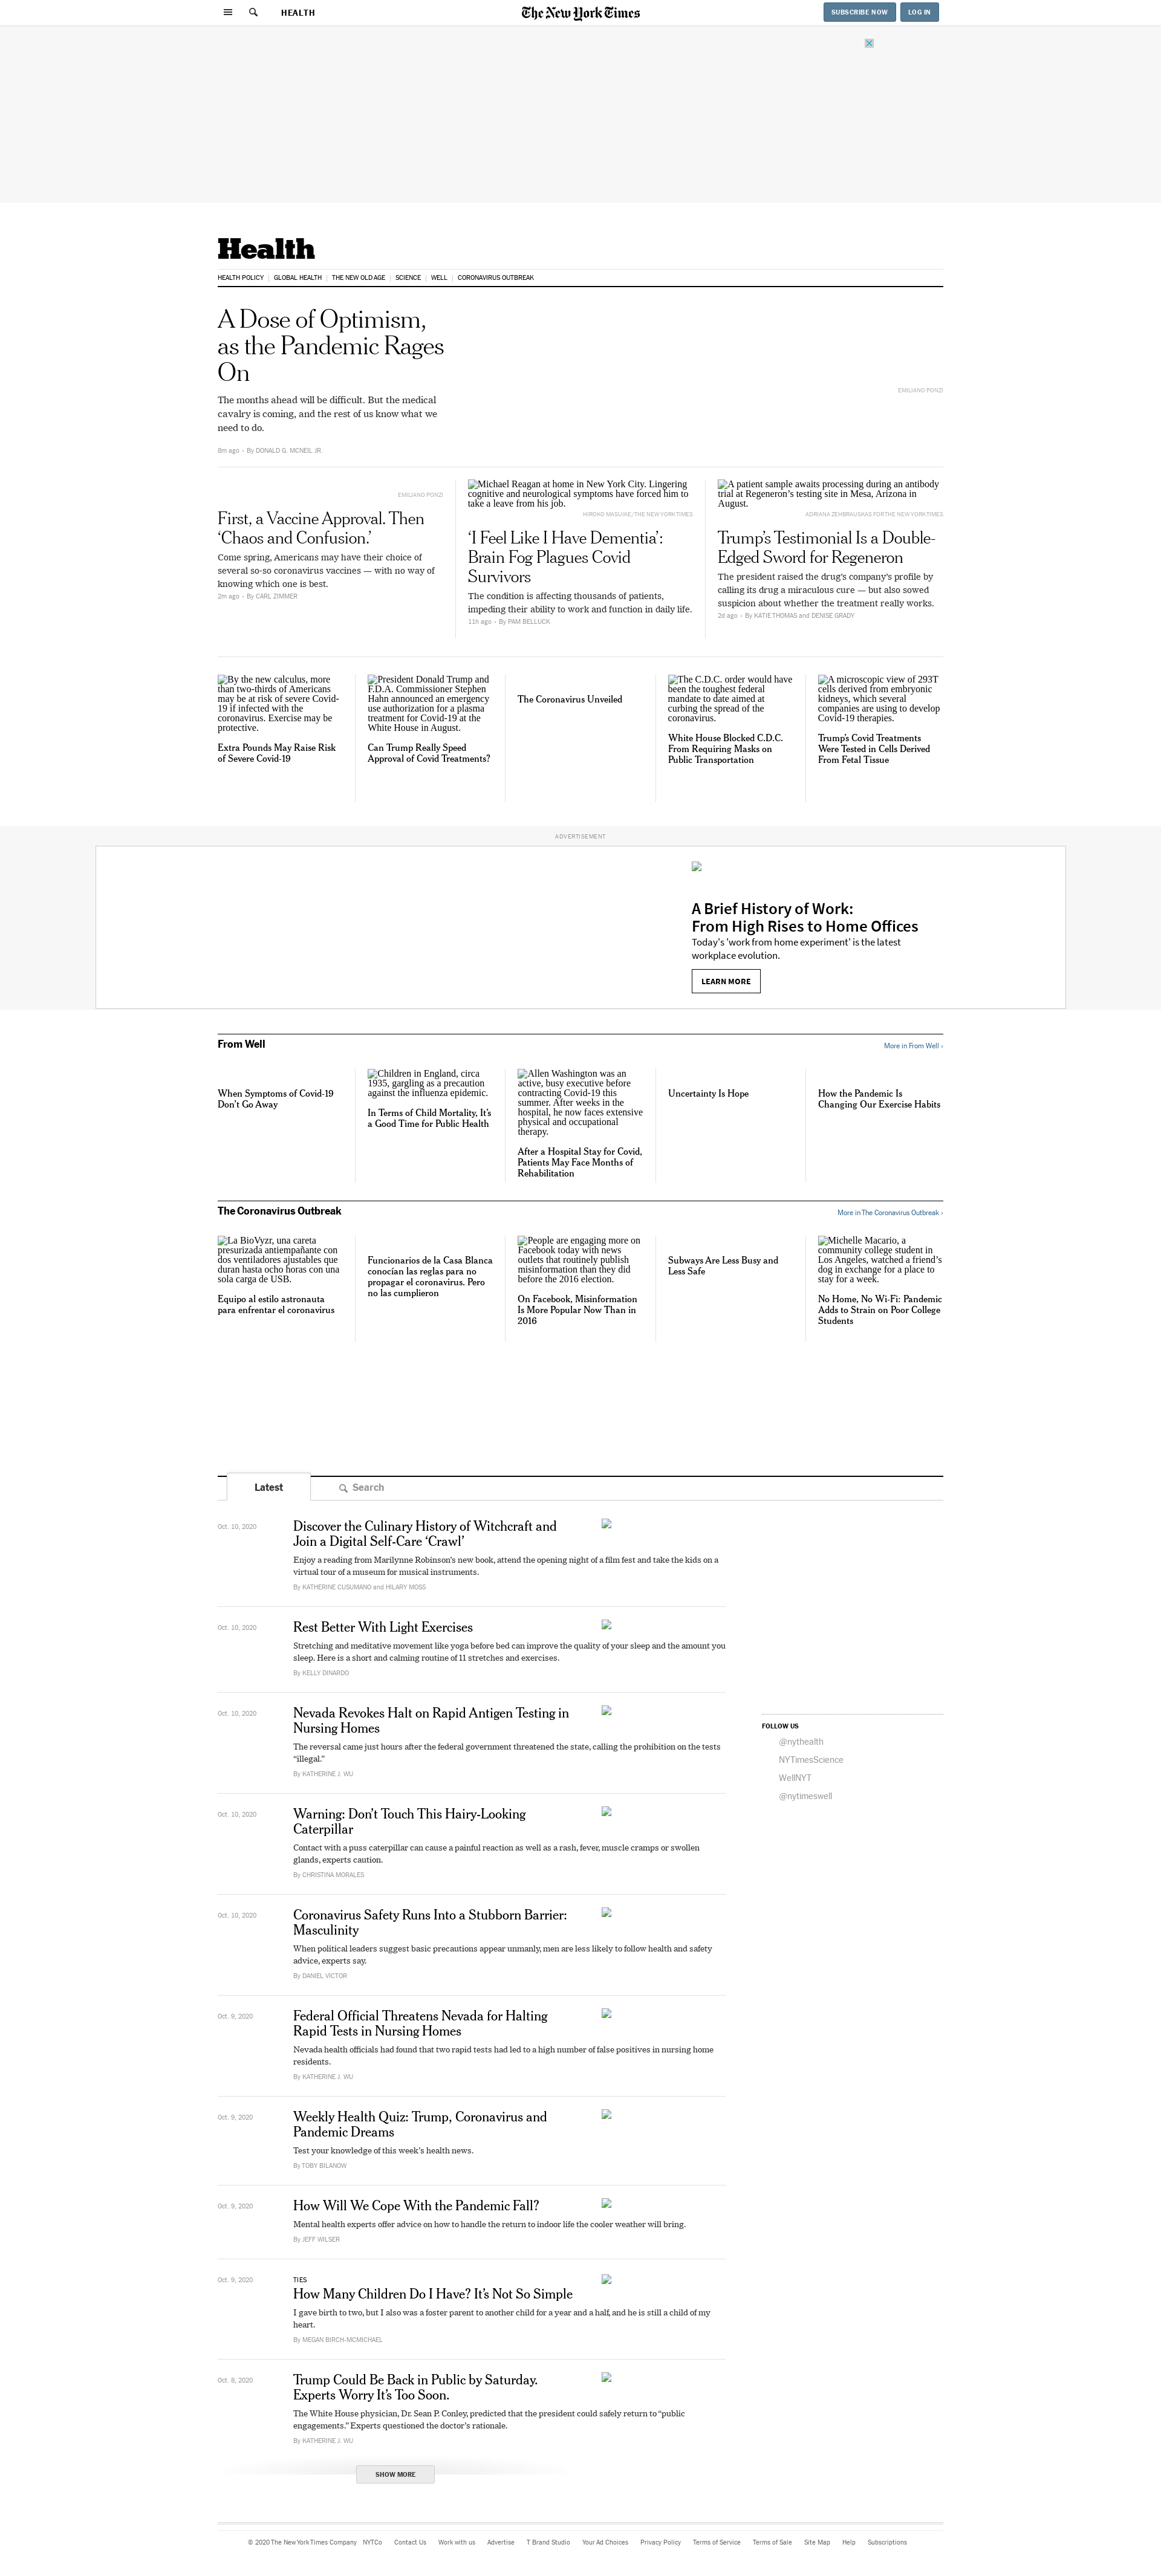 HEALTH
The New York Times
SUBSCRIBE NOW
LOG IN
Health
HEALTH POLICY
GLOBAL HEALTH
THE NEW OLD AGE
SCIENCE
WELL
CORONAVIRUS OUTBREAK
A Dose of Optimism,
as the Pandemic Rages
On
The months ahead will be difficult. But the medical
cavalry is coming, and the rest of us know what we
need to do.
8m ago • By DONALD G. MCNEIL JR.
EMILIANO PONZI
EMILIANO PONZI
First, a Vaccine Approval. Then
‘Chaos and Confusion.’
Come spring, Americans may have their choice of
several so-so coronavirus vaccines — with no way of
knowing which one is best.
2m ago • By CARL ZIMMER
Michael Reagan at home in New York City. Lingering
cognitive and neurological symptoms have forced him to
take a leave from his job.
HIROKO MASUIKE/THE NEW YORK TIMES
‘I Feel Like I Have Dementia’:
Brain Fog Plagues Covid
Survivors
The condition is affecting thousands of patients,
impeding their ability to work and function in daily life.
11h ago • By PAM BELLUCK
A patient sample awaits processing during an antibody
trial at Regeneron’s testing site in Mesa, Arizona in
August.
ADRIANA ZEHBRAUSKAS FOR THE NEW YORK TIMES
Trump’s Testimonial Is a Double-
Edged Sword for Regeneron
The president raised the drug’s company’s profile by
calling its drug a miraculous cure — but also sowed
suspicion about whether the treatment really works.
2d ago • By KATIE THOMAS and DENISE GRADY
By the new calculus, more
than two-thirds of Americans
may be at risk of severe Covid-
19 if infected with the
coronavirus. Exercise may be
protective.
Extra Pounds May Raise Risk
of Severe Covid-19
President Donald Trump and
F.D.A. Commissioner Stephen
Hahn announced an emergency
use authorization for a plasma
treatment for Covid-19 at the
White House in August.
Can Trump Really Speed
Approval of Covid Treatments?
The Coronavirus Unveiled
The C.D.C. order would have
been the toughest federal
mandate to date aimed at
curbing the spread of the
coronavirus.
White House Blocked C.D.C.
From Requiring Masks on
Public Transportation
A microscopic view of 293T
cells derived from embryonic
kidneys, which several
companies are using to develop
Covid-19 therapies.
Trump’s Covid Treatments
Were Tested in Cells Derived
From Fetal Tissue
ADVERTISEMENT
A Brief History of Work:
From High Rises to Home Offices
Today's 'work from home experiment' is the latest
workplace evolution.
LEARN MORE
From Well
More in From Well ›
When Symptoms of Covid-19
Don’t Go Away
Children in England, circa
1935, gargling as a precaution
against the influenza epidemic.
In Terms of Child Mortality, It’s
a Good Time for Public Health
Allen Washington was an
active, busy executive before
contracting Covid-19 this
summer. After weeks in the
hospital, he now faces extensive
physical and occupational
therapy.
After a Hospital Stay for Covid,
Patients May Face Months of
Rehabilitation
Uncertainty Is Hope
How the Pandemic Is
Changing Our Exercise Habits
The Coronavirus Outbreak
More in The Coronavirus Outbreak ›
La BioVyzr, una careta
presurizada antiempañante con
dos ventiladores ajustables que
duran hasta ocho horas con una
sola carga de USB.
Equipo al estilo astronauta
para enfrentar el coronavirus
Funcionarios de la Casa Blanca
conocían las reglas para no
propagar el coronavirus. Pero
no las cumplieron
People are engaging more on
Facebook today with news
outlets that routinely publish
misinformation than they did
before the 2016 election.
On Facebook, Misinformation
Is More Popular Now Than in
2016
Subways Are Less Busy and
Less Safe
Michelle Macario, a
community college student in
Los Angeles, watched a friend’s
dog in exchange for a place to
stay for a week.
No Home, No Wi-Fi: Pandemic
Adds to Strain on Poor College
Students
Latest
Search
Oct. 10, 2020
Discover the Culinary History of Witchcraft and
Join a Digital Self-Care ‘Crawl’
Enjoy a reading from Marilynne Robinson’s new book, attend the opening night of a film fest and take the kids on a
virtual tour of a museum for musical instruments.
By KATHERINE CUSUMANO and HILARY MOSS
Oct. 10, 2020
Rest Better With Light Exercises
Stretching and meditative movement like yoga before bed can improve the quality of your sleep and the amount you
sleep. Here is a short and calming routine of 11 stretches and exercises.
By KELLY DINARDO
Oct. 10, 2020
Nevada Revokes Halt on Rapid Antigen Testing in
Nursing Homes
The reversal came just hours after the federal government threatened the state, calling the prohibition on the tests
“illegal.”
By KATHERINE J. WU
Oct. 10, 2020
Warning: Don’t Touch This Hairy-Looking
Caterpillar
Contact with a puss caterpillar can cause a painful reaction as well as a rash, fever, muscle cramps or swollen
glands, experts caution.
By CHRISTINA MORALES
Oct. 10, 2020
Coronavirus Safety Runs Into a Stubborn Barrier:
Masculinity
When political leaders suggest basic precautions appear unmanly, men are less likely to follow health and safety
advice, experts say.
By DANIEL VICTOR
Oct. 9, 2020
Federal Official Threatens Nevada for Halting
Rapid Tests in Nursing Homes
Nevada health officials had found that two rapid tests had led to a high number of false positives in nursing home
residents.
By KATHERINE J. WU
Oct. 9, 2020
Weekly Health Quiz: Trump, Coronavirus and
Pandemic Dreams
Test your knowledge of this week’s health news.
By TOBY BILANOW
Oct. 9, 2020
How Will We Cope With the Pandemic Fall?
Mental health experts offer advice on how to handle the return to indoor life the cooler weather will bring.
By JEFF WILSER
Oct. 9, 2020
TIES
How Many Children Do I Have? It’s Not So Simple
I gave birth to two, but I also was a foster parent to another child for a year and a half, and he is still a child of my
heart.
By MEGAN BIRCH-MCMICHAEL
Oct. 8, 2020
Trump Could Be Back in Public by Saturday.
Experts Worry It’s Too Soon.
The White House physician, Dr. Sean P. Conley, predicted that the president could safely return to “public
engagements.” Experts questioned the doctor’s rationale.
By KATHERINE J. WU
SHOW MORE
FOLLOW US
@nythealth
NYTimesScience
WellNYT
@nytimeswell
© 2020 The New York Times Company
NYTCo
Contact Us
Work with us
Advertise
T Brand Studio
Your Ad Choices
Privacy Policy
Terms of Service
Terms of Sale
Site Map
Help
Subscriptions